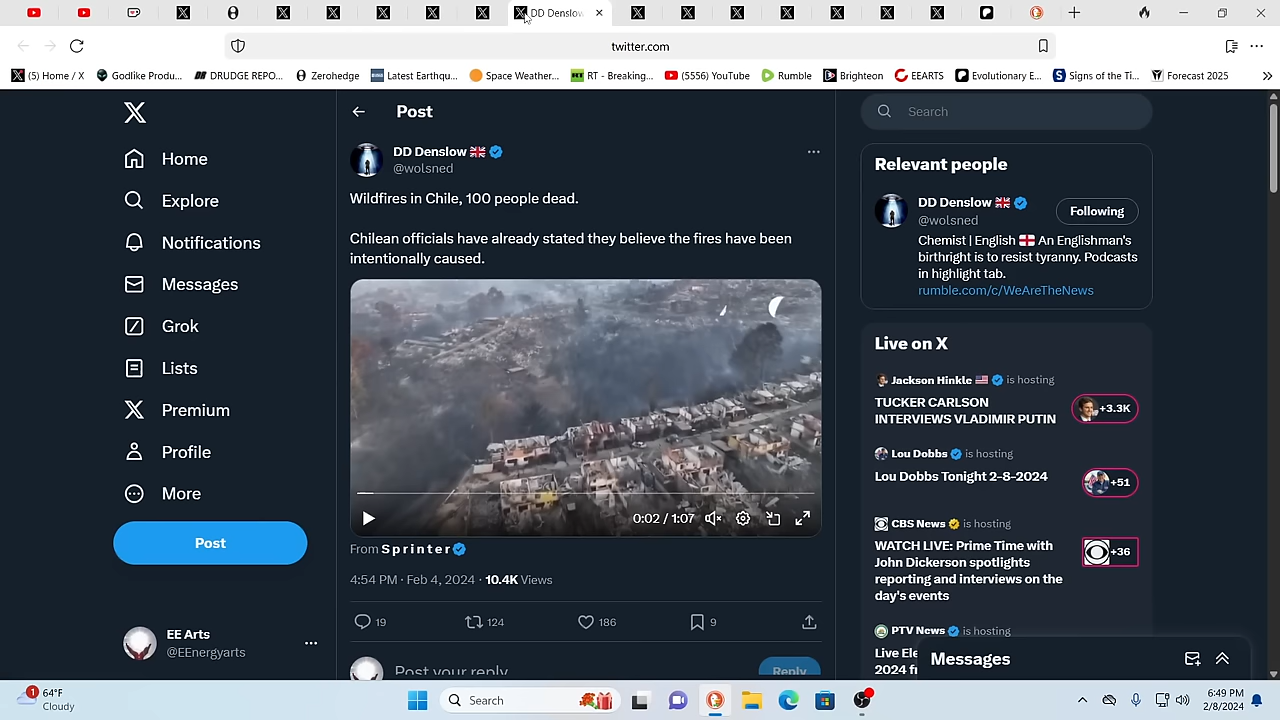 DD Denslow
twitter.com
(5) Home / X
Godlike Produ...
DRUDGE REPO...
Zerohedge
Latest Earthqu...
Space Weather...
RT - Breaking...
(5556) YouTube
Rumble
Brighteon
EEARTS
Evolutionary E...
Signs of the Ti...
Forecast 2025
Home
Explore
Notifications
Messages
Grok
Lists
Premium
Profile
More
Post
EE Arts
@EEnergyarts
Post
DD Denslow
@wolsned
Wildfires in Chile, 100 people dead.
Chilean officials have already stated they believe the fires have been
intentionally caused.
0:02 / 1:07
From Sprinter
4:54 PM · Feb 4, 2024 · 10.4K Views
19
124
186
9
Post your reply
Reply
Search
Relevant people
DD Denslow
@wolsned
Following
Chemist | English An Englishman's
birthright is to resist tyranny. Podcasts
in highlight tab.
rumble.com/c/WeAreTheNews
Live on X
Jackson Hinkle is hosting
TUCKER CARLSON
INTERVIEWS VLADIMIR PUTIN
+3.3K
Lou Dobbs is hosting
Lou Dobbs Tonight 2-8-2024
+51
CBS News is hosting
WATCH LIVE: Prime Time with
John Dickerson spotlights
reporting and interviews on the
day's events
+36
PTV News is hosting
Live Ele
2024 fr
Messages
1
64°F
Cloudy
Search
6:49 PM
2/8/2024